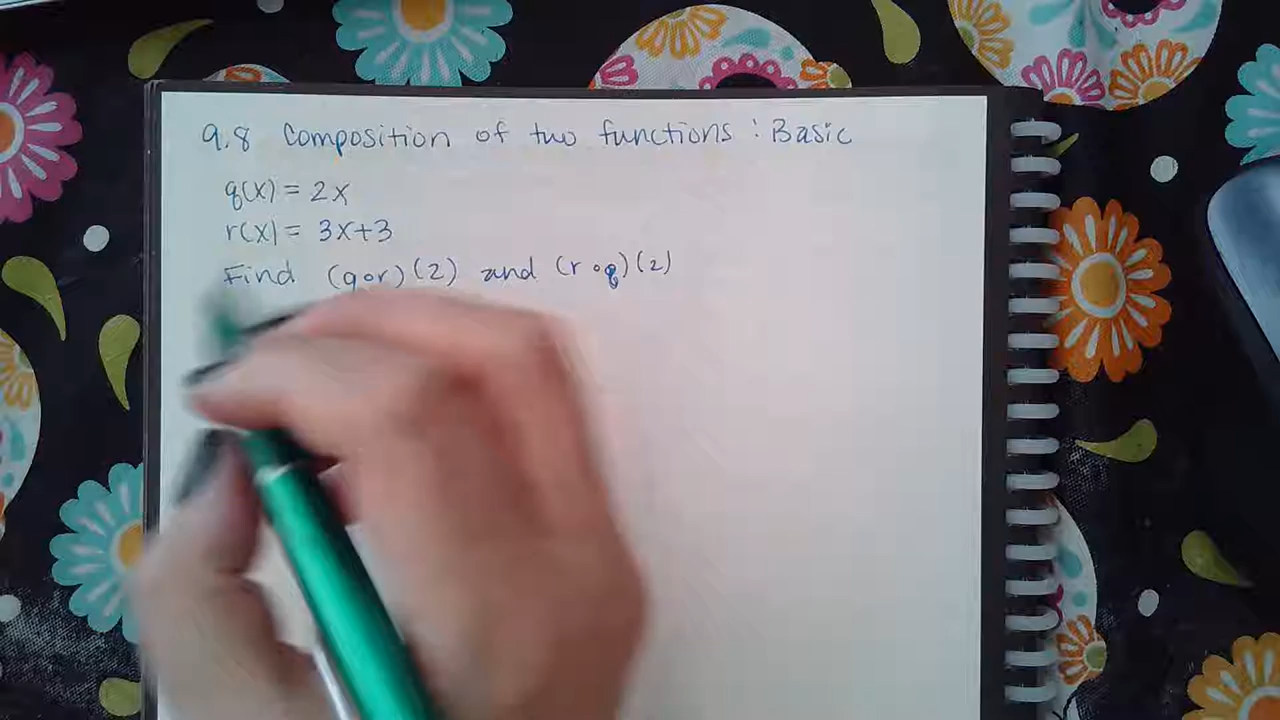 9.8 Composition of two functions : Basic
q(x) = 2x
r(x) = 3x+3
Find (q∘r)(2) and (r∘q)(2)